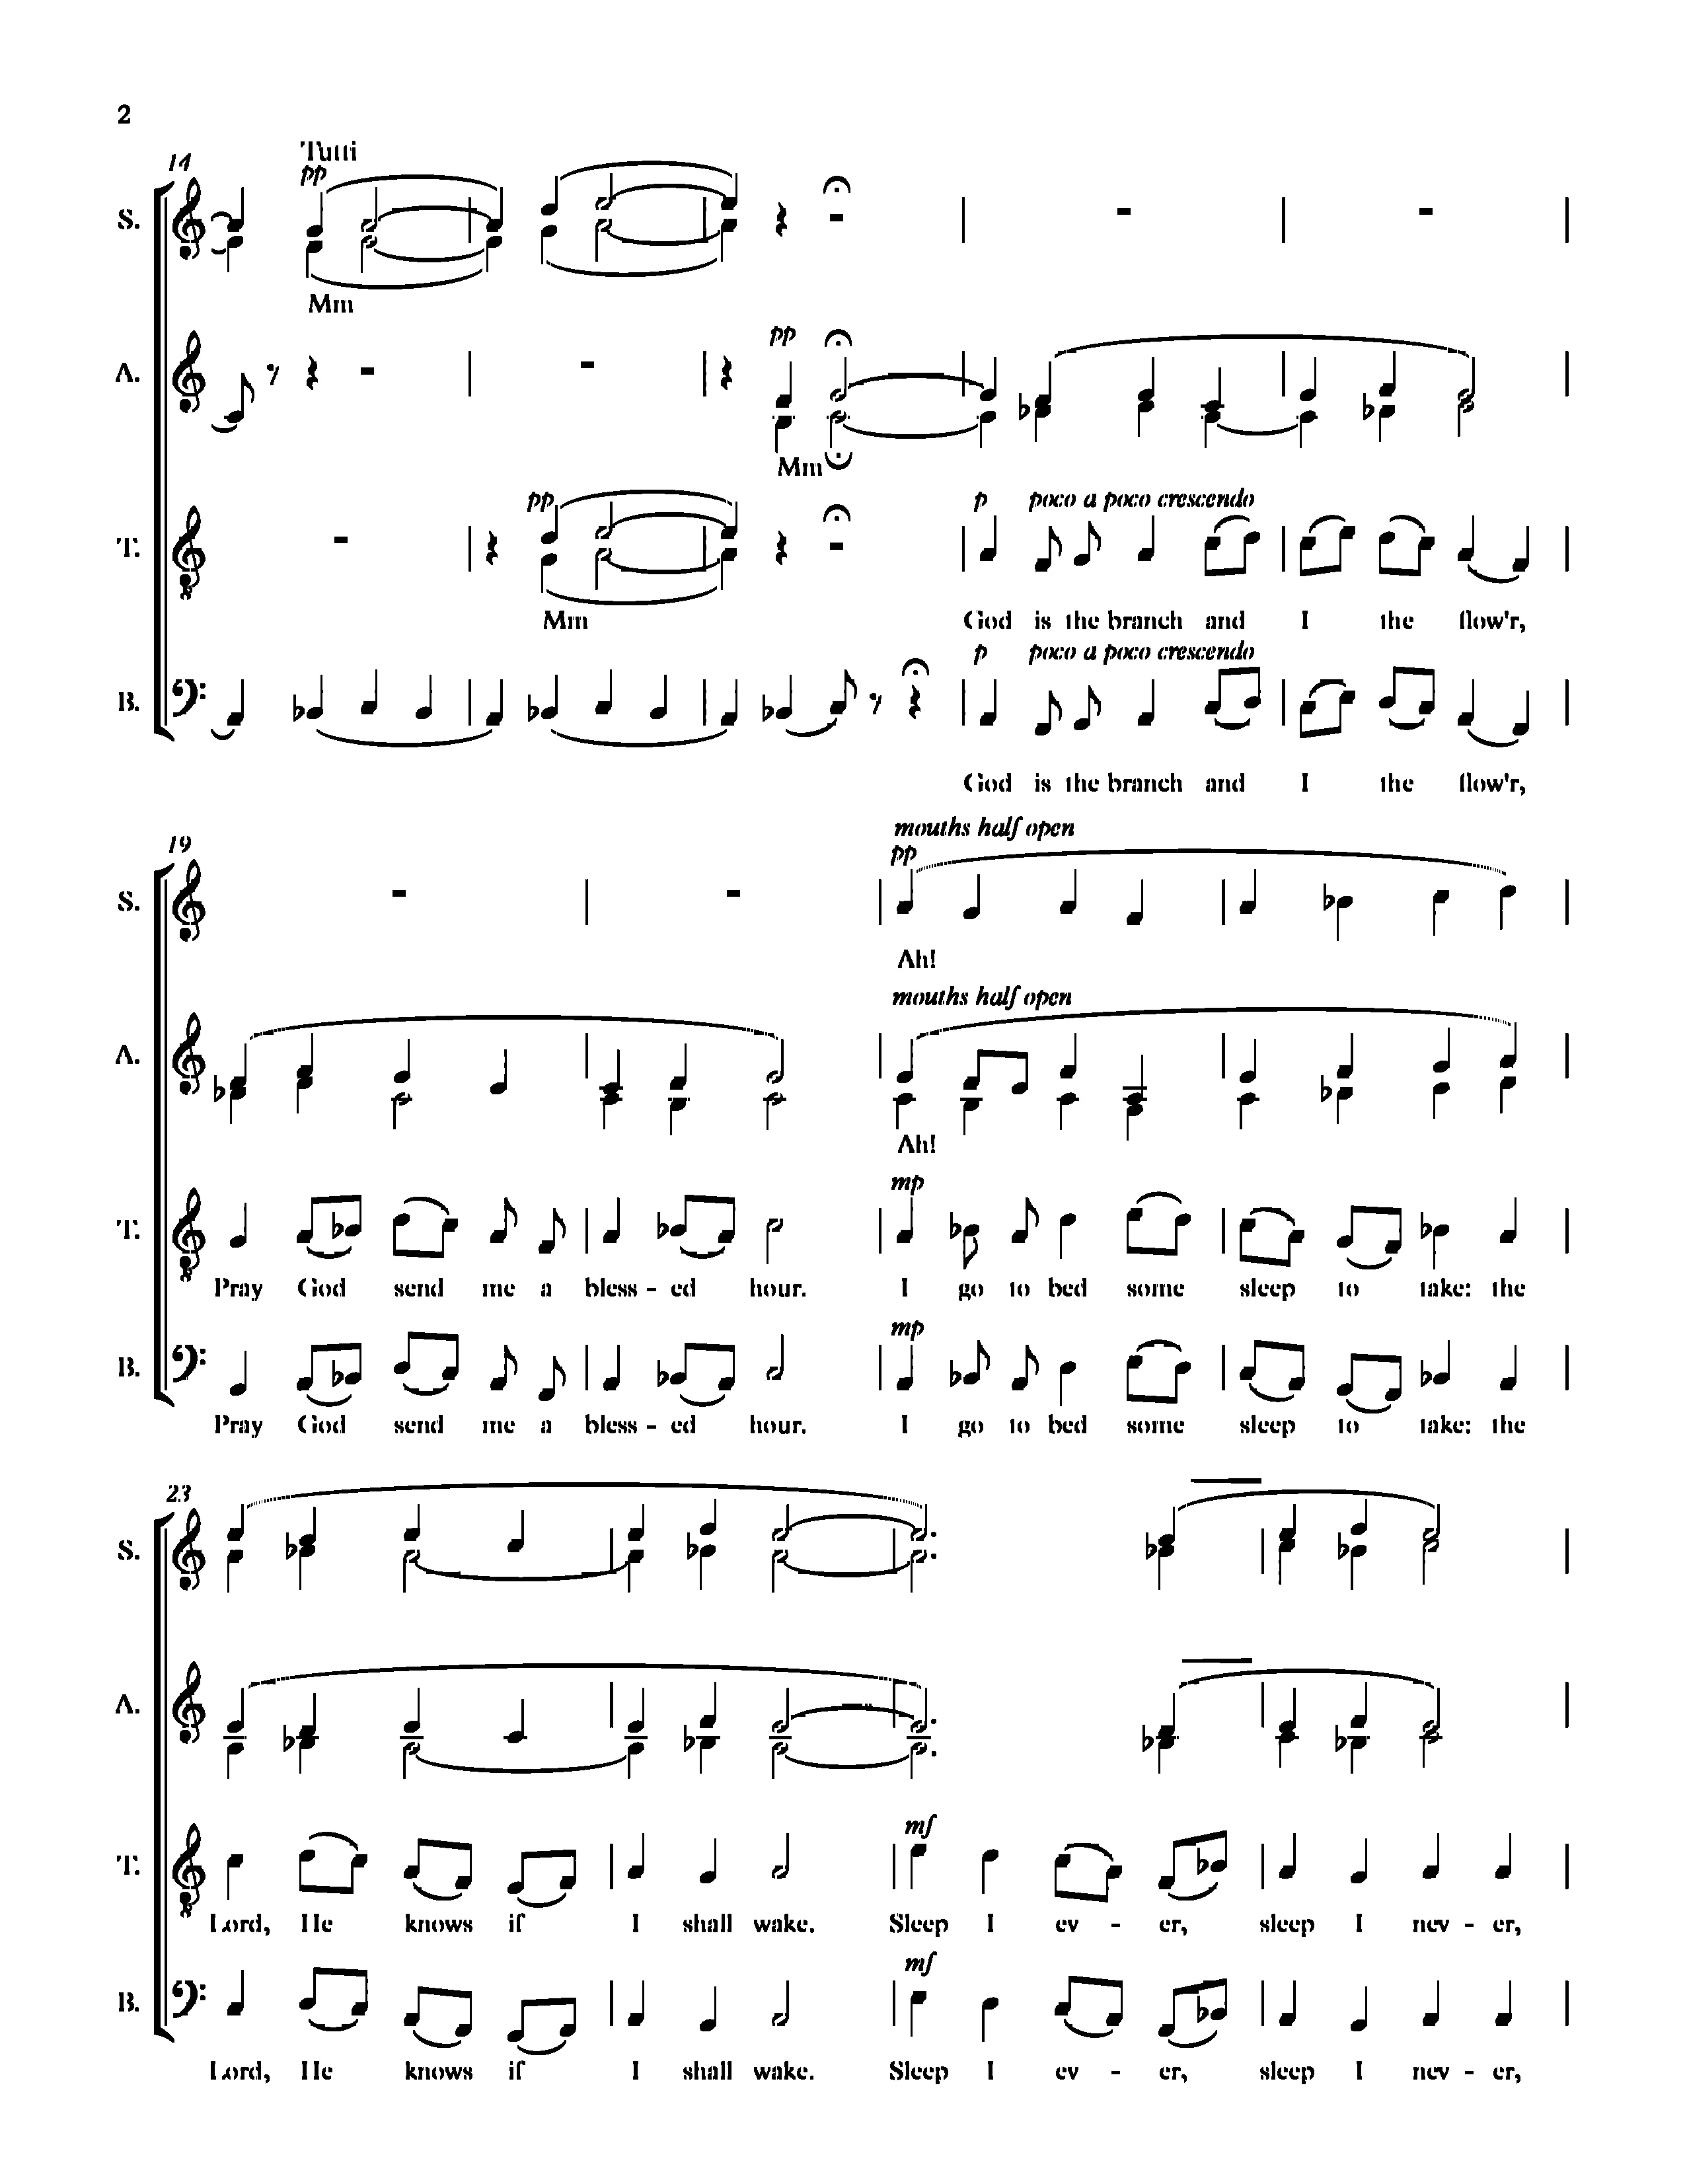 2
14
Tutti
pp
S.
Mm
pp
A.
Mm
pp p poco a poco crescendo
T.
Mm God is the branch and I the flow'r,
p poco a poco crescendo
B.
God is the branch and I the flow'r,
19
mouths half open
pp
S.
Ah!
mouths half open
A.
Ah!
mp
T.
Pray God send me a bless - ed hour. I go to bed some sleep to take: the
mp
B.
Pray God send me a bless - ed hour. I go to bed some sleep to take: the
23
S.
A.
mf
T.
Lord, He knows if I shall wake. Sleep I ev - er, sleep I nev - er,
mf
B.
Lord, He knows if I shall wake. Sleep I ev - er, sleep I nev - er,